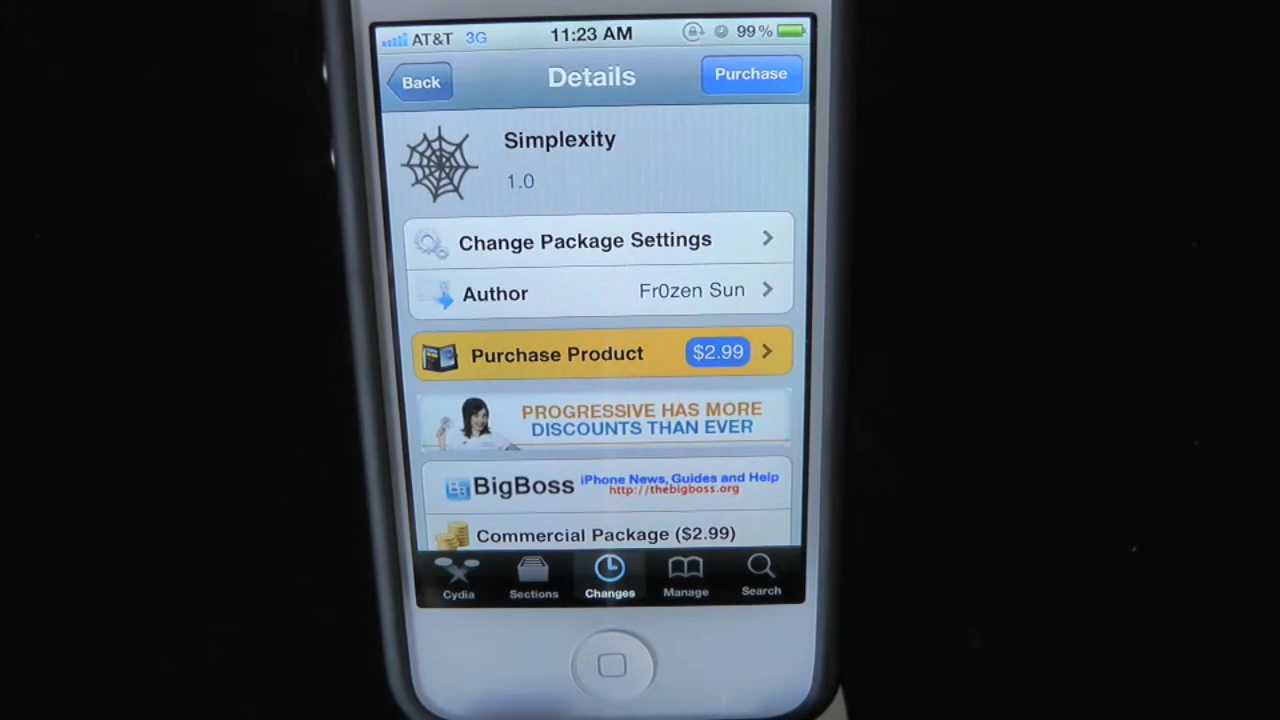 AT&T 3G 11:23 AM 99%
Back Details Purchase
Simplexity
1.0
Change Package Settings
Author Fr0zen Sun
Purchase Product $2.99
PROGRESSIVE HAS MORE
DISCOUNTS THAN EVER
BB BigBoss iPhone News, Guides and Help
http://thebigboss.org
Commercial Package ($2.99)
Cydia Sections Changes Manage Search